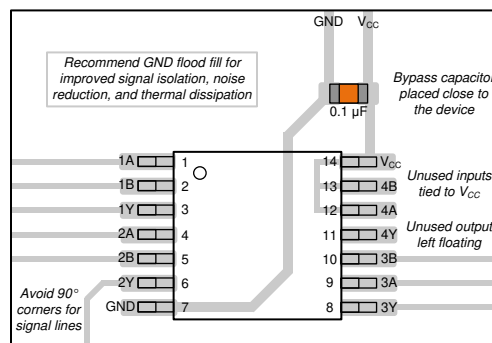 GND VCC
Recommend GND flood fill for
improved signal isolation, noise
reduction, and thermal dissipation
Bypass capacitor
placed close to
the device
0.1 µF
1A 1 14 VCC
1B 2 13 4B
1Y 3 12 4A
2A 4 11 4Y
2B 5 10 3B
2Y 6 9 3A
GND 7 8 3Y
Unused inputs
tied to VCC
Unused output
left floating
Avoid 90°
corners for
signal lines